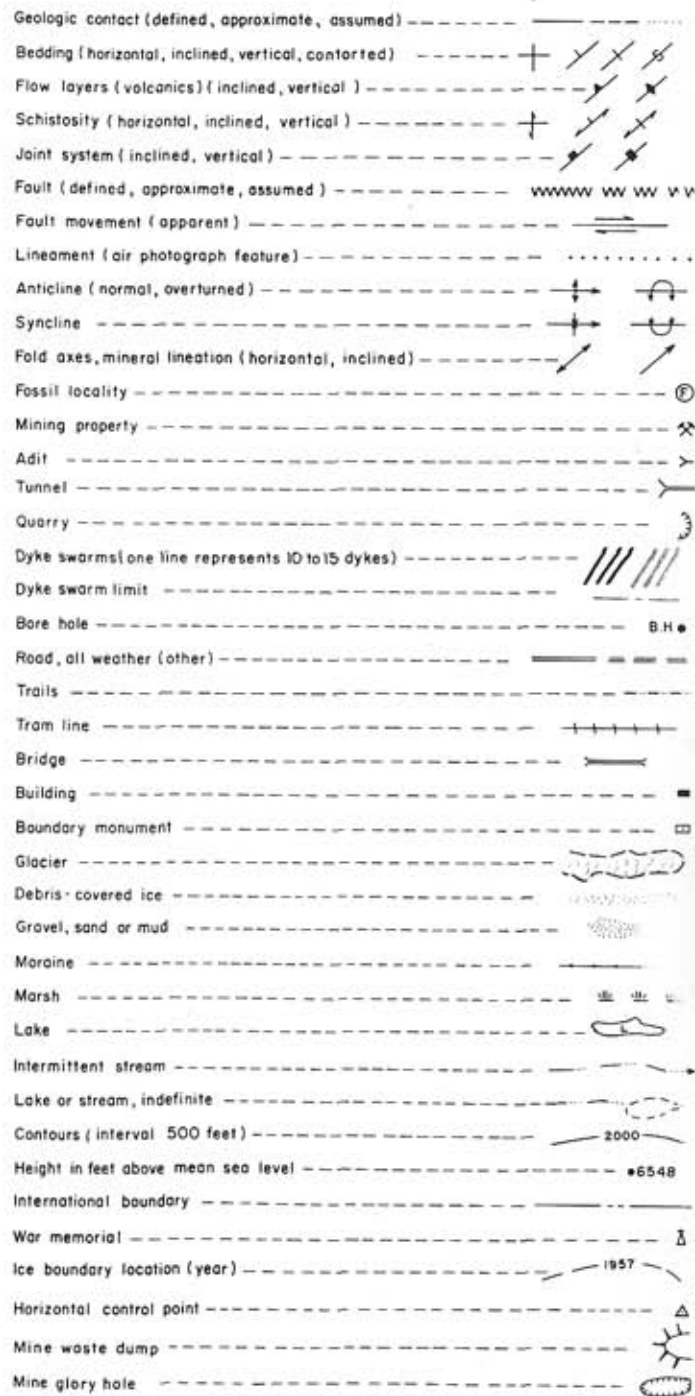 Geologic contact (defined, approximate, assumed)
Bedding (horizontal, inclined, vertical, contorted)
Flow layers (volcanics) (inclined, vertical)
Schistosity (horizontal, inclined, vertical)
Joint system (inclined, vertical)
Fault (defined, approximate, assumed)
Fault movement (apparent)
Lineament (air photograph feature)
Anticline (normal, overturned)
Syncline
Fold axes, mineral lineation (horizontal, inclined)
Fossil locality F
Mining property
Adit
Tunnel
Quarry
Dyke swarms (one line represents 10 to 15 dykes)
Dyke swarm limit
Bore hole B.H
Road, all weather (other)
Trails
Tram line
Bridge
Building
Boundary monument
Glacier
Debris-covered ice
Gravel, sand or mud
Moraine
Marsh
Lake
Intermittent stream
Lake or stream, indefinite
Contours (interval 500 feet) 2000
Height in feet above mean sea level •6548
International boundary
War memorial
Ice boundary location (year) 1957
Horizontal control point
Mine waste dump
Mine glory hole